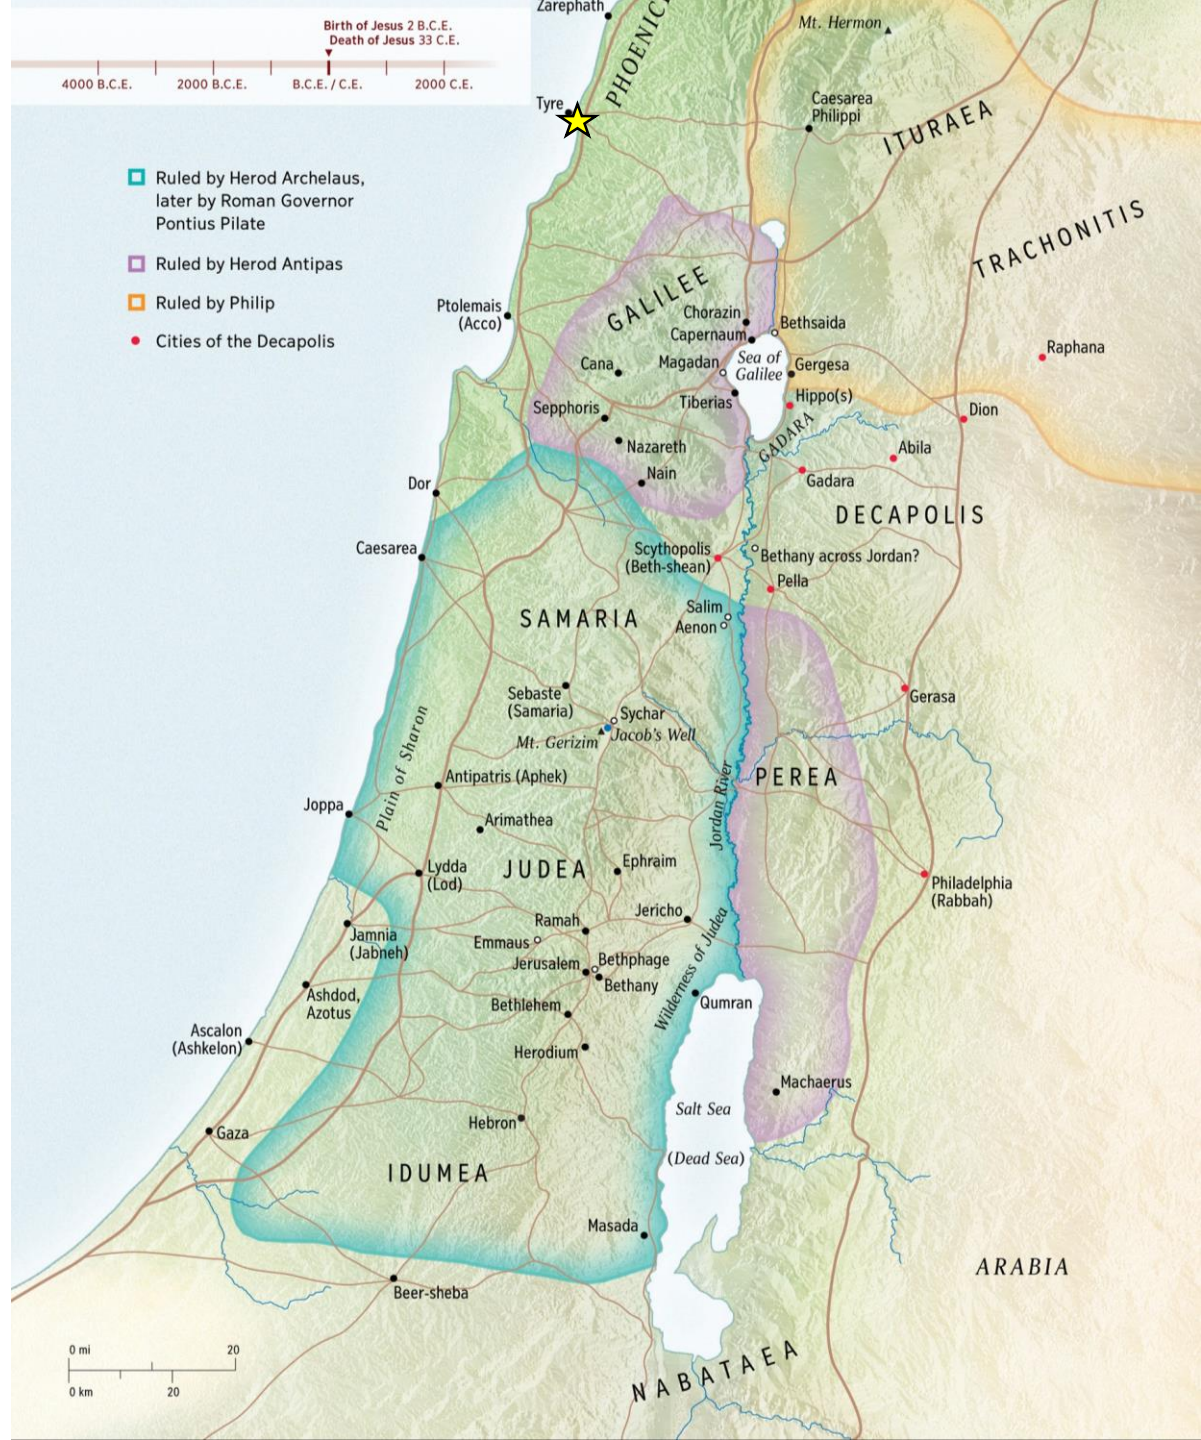 Zarephath
Birth of Jesus 2 B.C.E.
Death of Jesus 33 C.E.
4000 B.C.E.
2000 B.C.E.
B.C.E. / C.E.
2000 C.E.
Mt. Hermon
Tyre
Caesarea
Philippi
ITURAEA
Ruled by Herod Archelaus,
later by Roman Governor
Pontius Pilate
Ruled by Herod Antipas
Ruled by Philip
Cities of the Decapolis
TRACHONITIS
GALILEE
Ptolemais
(Acco)
Chorazin
Bethsaida
Capernaum
Raphana
Cana
Magadan
Sea of
Galilee
Gergesa
Tiberias
Hippo(s)
Sepphoris
Dion
GADARA
Nazareth
Abila
Nain
Gadara
Dor
DECAPOLIS
Caesarea
Scythopolis
(Beth-shean)
Bethany across Jordan?
Pella
Salim
Aenon
SAMARIA
Sebaste
(Samaria)
Gerasa
Sychar
Jacob's Well
Mt. Gerizim
Plain of Sharon
Antipatris (Aphek)
PEREA
Jordan River
Joppa
Arimathea
Lydda
(Lod)
JUDEA
Ephraim
Philadelphia
(Rabbah)
Jericho
Ramah
Jamnia
(Jabneh)
Emmaus
Wilderness of Judea
Jerusalem
Bethphage
Bethany
Ashdod,
Azotus
Bethlehem
Qumran
Ascalon
(Ashkelon)
Herodium
Machaerus
Salt Sea
(Dead Sea)
Hebron
Gaza
IDUMEA
Masada
ARABIA
Beer-sheba
0 mi
20
0 km
20
NABATAEA